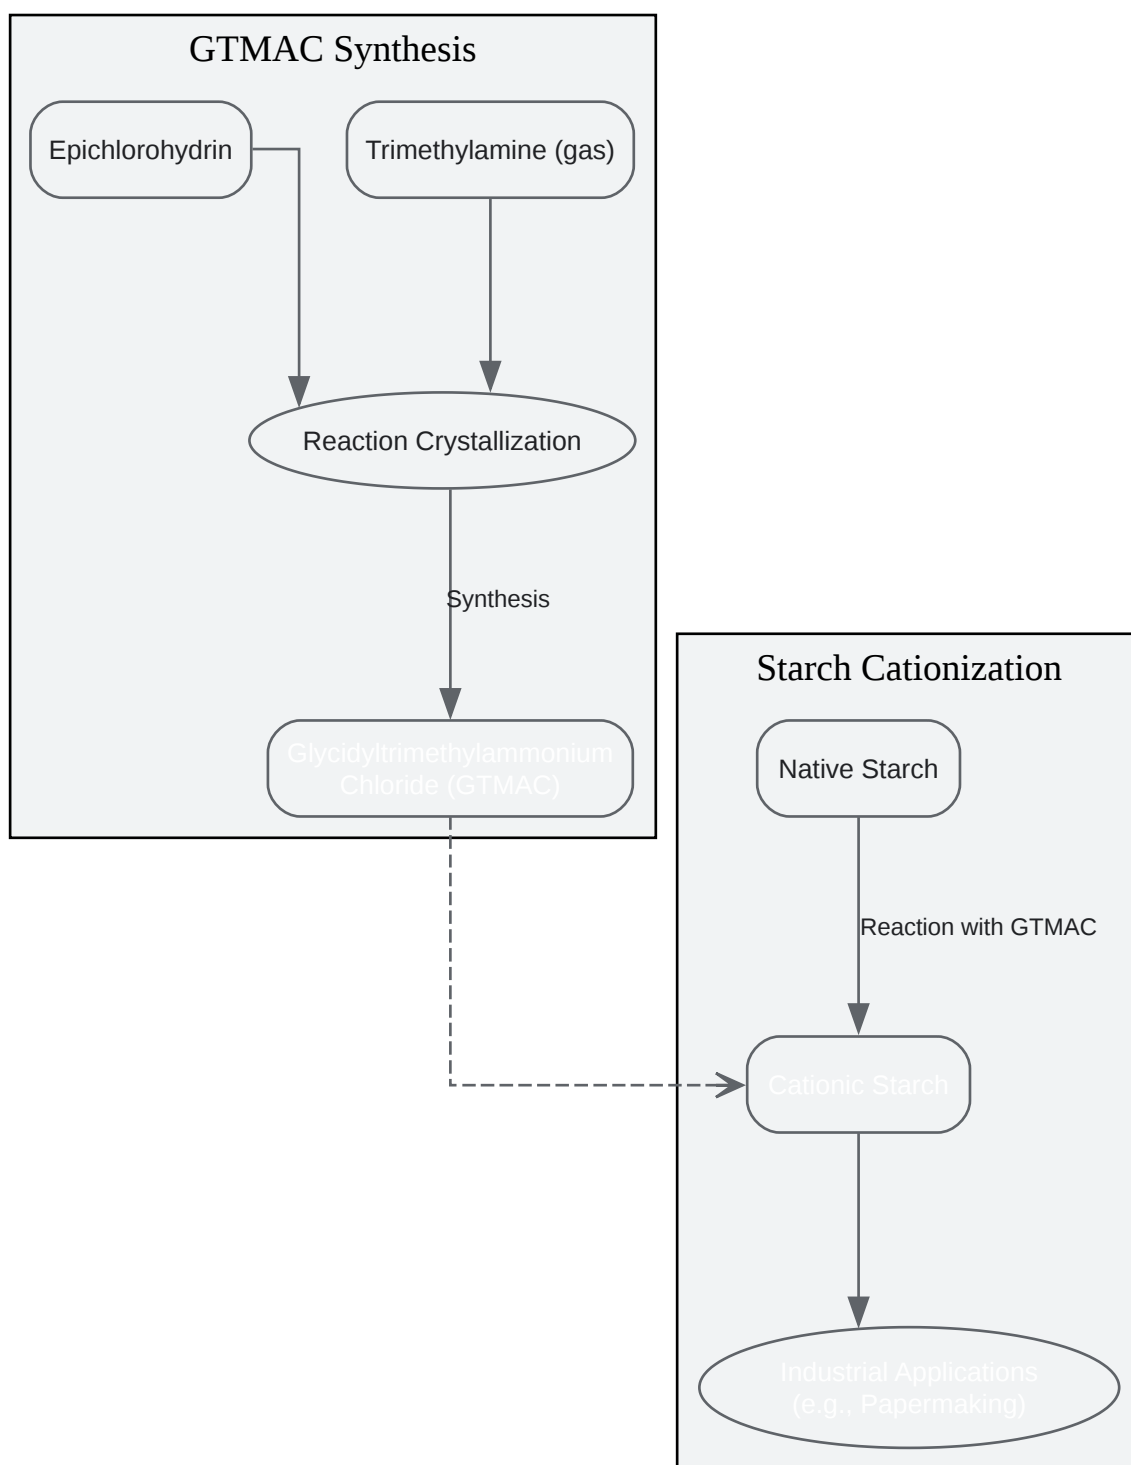 GTMAC Synthesis
Epichlorohydrin
Trimethylamine (gas)
Reaction Crystallization
Synthesis
Glycidyltrimethylammonium
Chloride (GTMAC)
Starch Cationization
Native Starch
Reaction with GTMAC
Cationic Starch
Industrial Applications
(e.g., Papermaking)